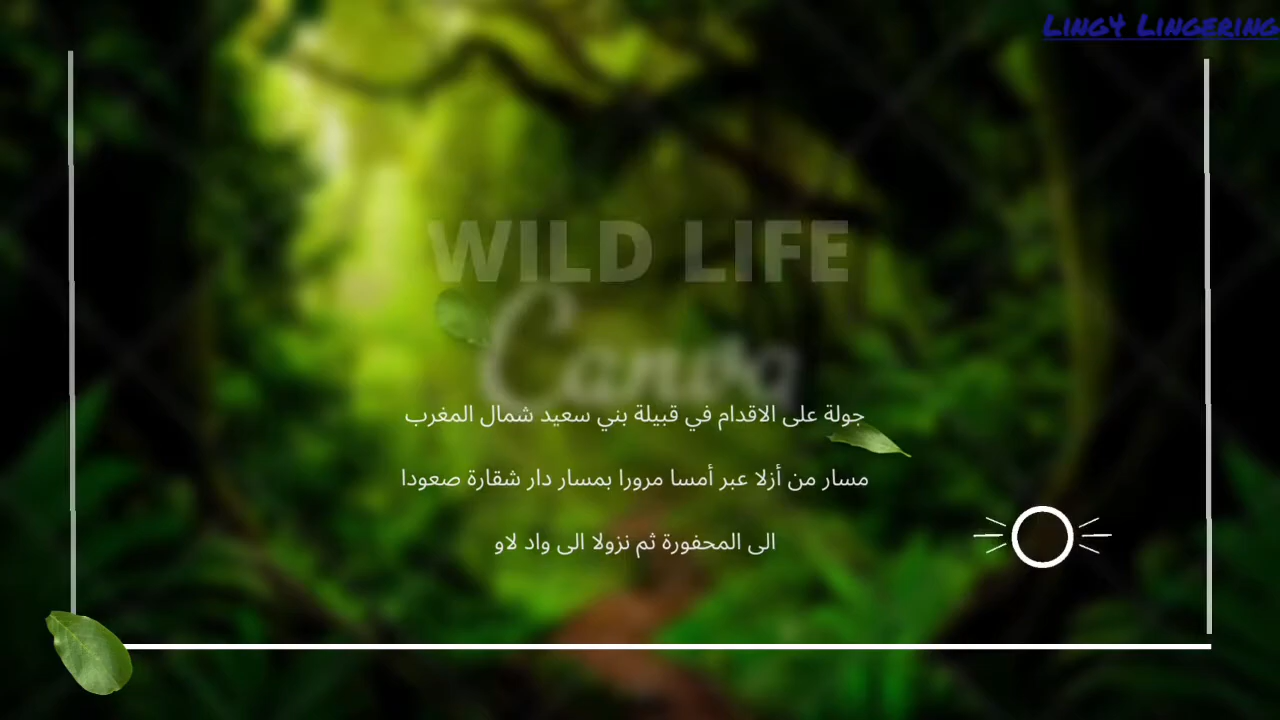 Lingy Lingering
WILD LIFE
Canva
جولة على الاقدام في قبيلة بني سعيد شمال المغرب
مسار من أزلا عبر أمسا مرورا بمسار دار شقارة صعودا
الى المحفورة ثم نزولا الى واد لاو